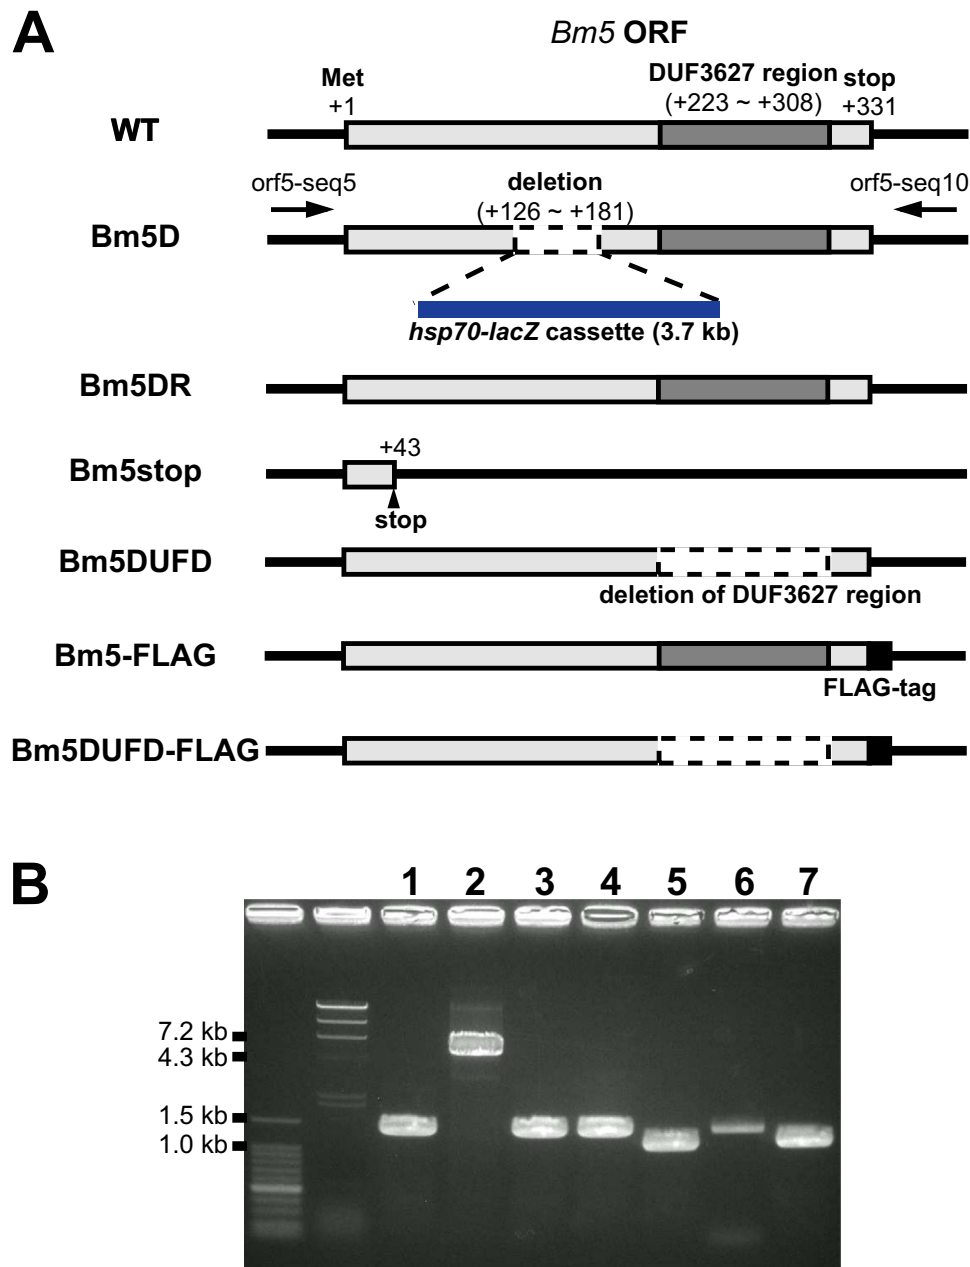 A
Bm5 ORF
Met
DUF3627 region stop
+1
(+223 ~ +308)
+331
WT
orf5-seq5
deletion
orf5-seq10
(+126 ~ +181)
Bm5D
hsp70-lacZ cassette (3.7 kb)
Bm5DR
+43
Bm5stop
stop
Bm5DUFD
deletion of DUF3627 region
Bm5-FLAG
FLAG-tag
Bm5DUFD-FLAG
B
1 2 3 4 5 6 7
7.2 kb
4.3 kb
1.5 kb
1.0 kb